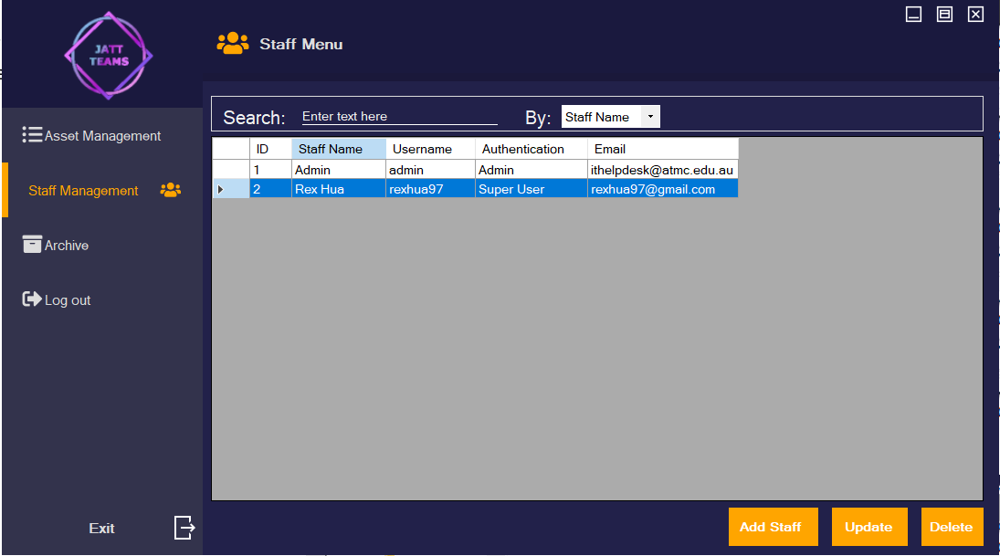 JATT
TEAMS
Staff Menu
Asset Management
Staff Management
Archive
Log out
Exit
Search: Enter text here By: Staff Name
ID Staff Name Username Authentication Email
1 Admin admin Admin ithelpdesk@atmc.edu.au
2 Rex Hua rexhua97 Super User rexhua97@gmail.com
Add Staff Update Delete